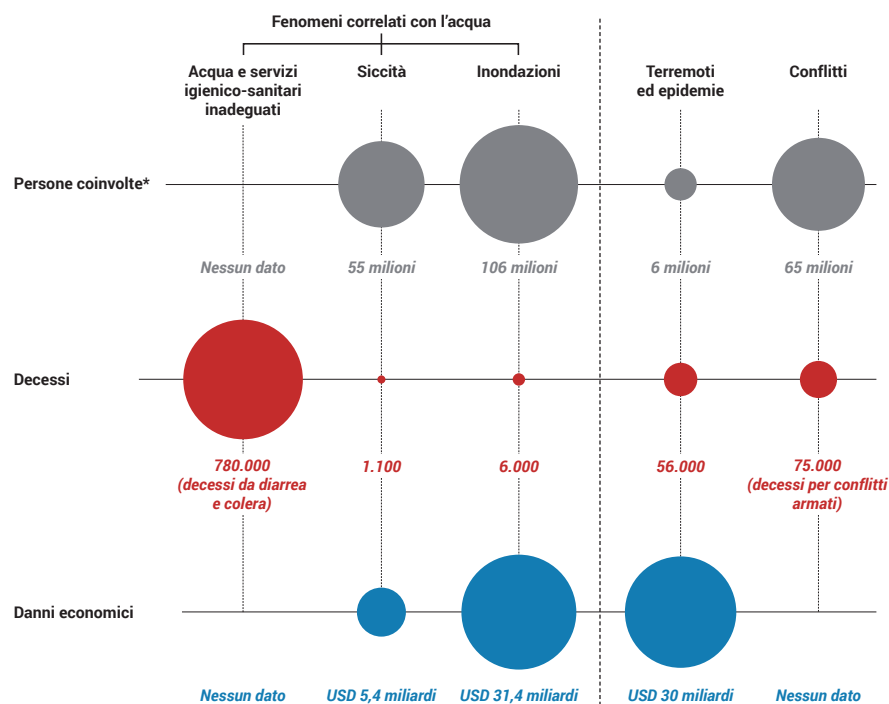 Fenomeni correlati con l'acqua
Acqua e servizi
igienico-sanitari
inadeguati
Siccità
Inondazioni
Terremoti
ed epidemie
Conflitti
Persone coinvolte*
Nessun dato
55 milioni
106 milioni
6 milioni
65 milioni
Decessi
780.000
(decessi da diarrea
e colera)
1.100
6.000
56.000
75.000
(decessi per conflitti
armati)
Danni economici
Nessun dato
USD 5,4 miliardi
USD 31,4 miliardi
USD 30 miliardi
Nessun dato